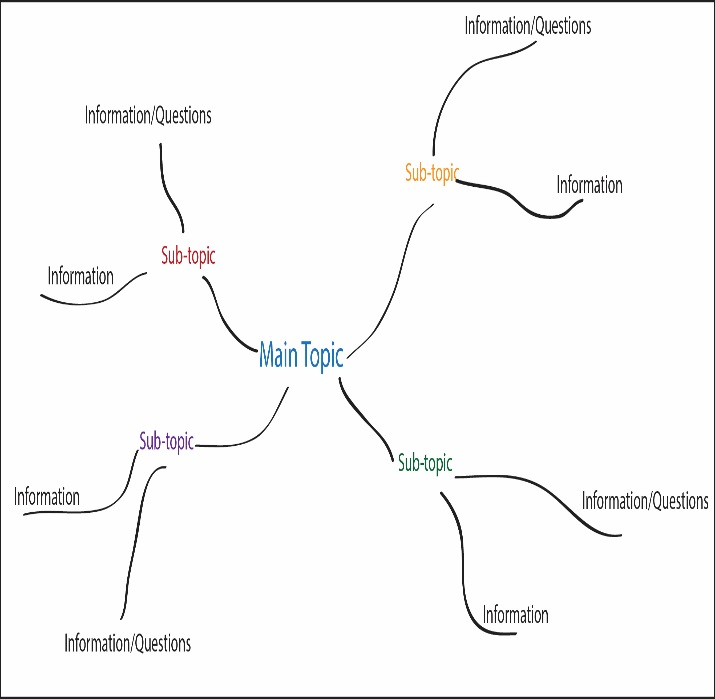 Information/Questions
Information/Questions
Sub-topic
Information
Sub-topic
Information
Main Topic
Sub-topic
Sub-topic
Information
Information/Questions
Information
Information/Questions